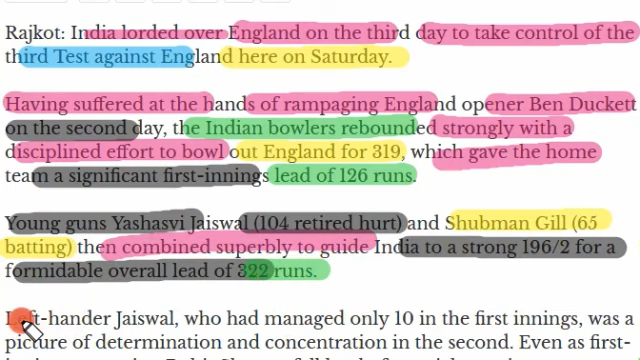 Rajkot: India lorded over England on the third day to take control of the
third Test against England here on Saturday.
Having suffered at the hands of rampaging England opener Ben Duckett
on the second day, the Indian bowlers rebounded strongly with a
disciplined effort to bowl out England for 319, which gave the home
team a significant first-innings lead of 126 runs.
Young guns Yashasvi Jaiswal (104 retired hurt) and Shubman Gill (65
batting) then combined superbly to guide India to a strong 196/2 for a
formidable overall lead of 322 runs.
Left-hander Jaiswal, who had managed only 10 in the first innings, was a
picture of determination and concentration in the second. Even as first-